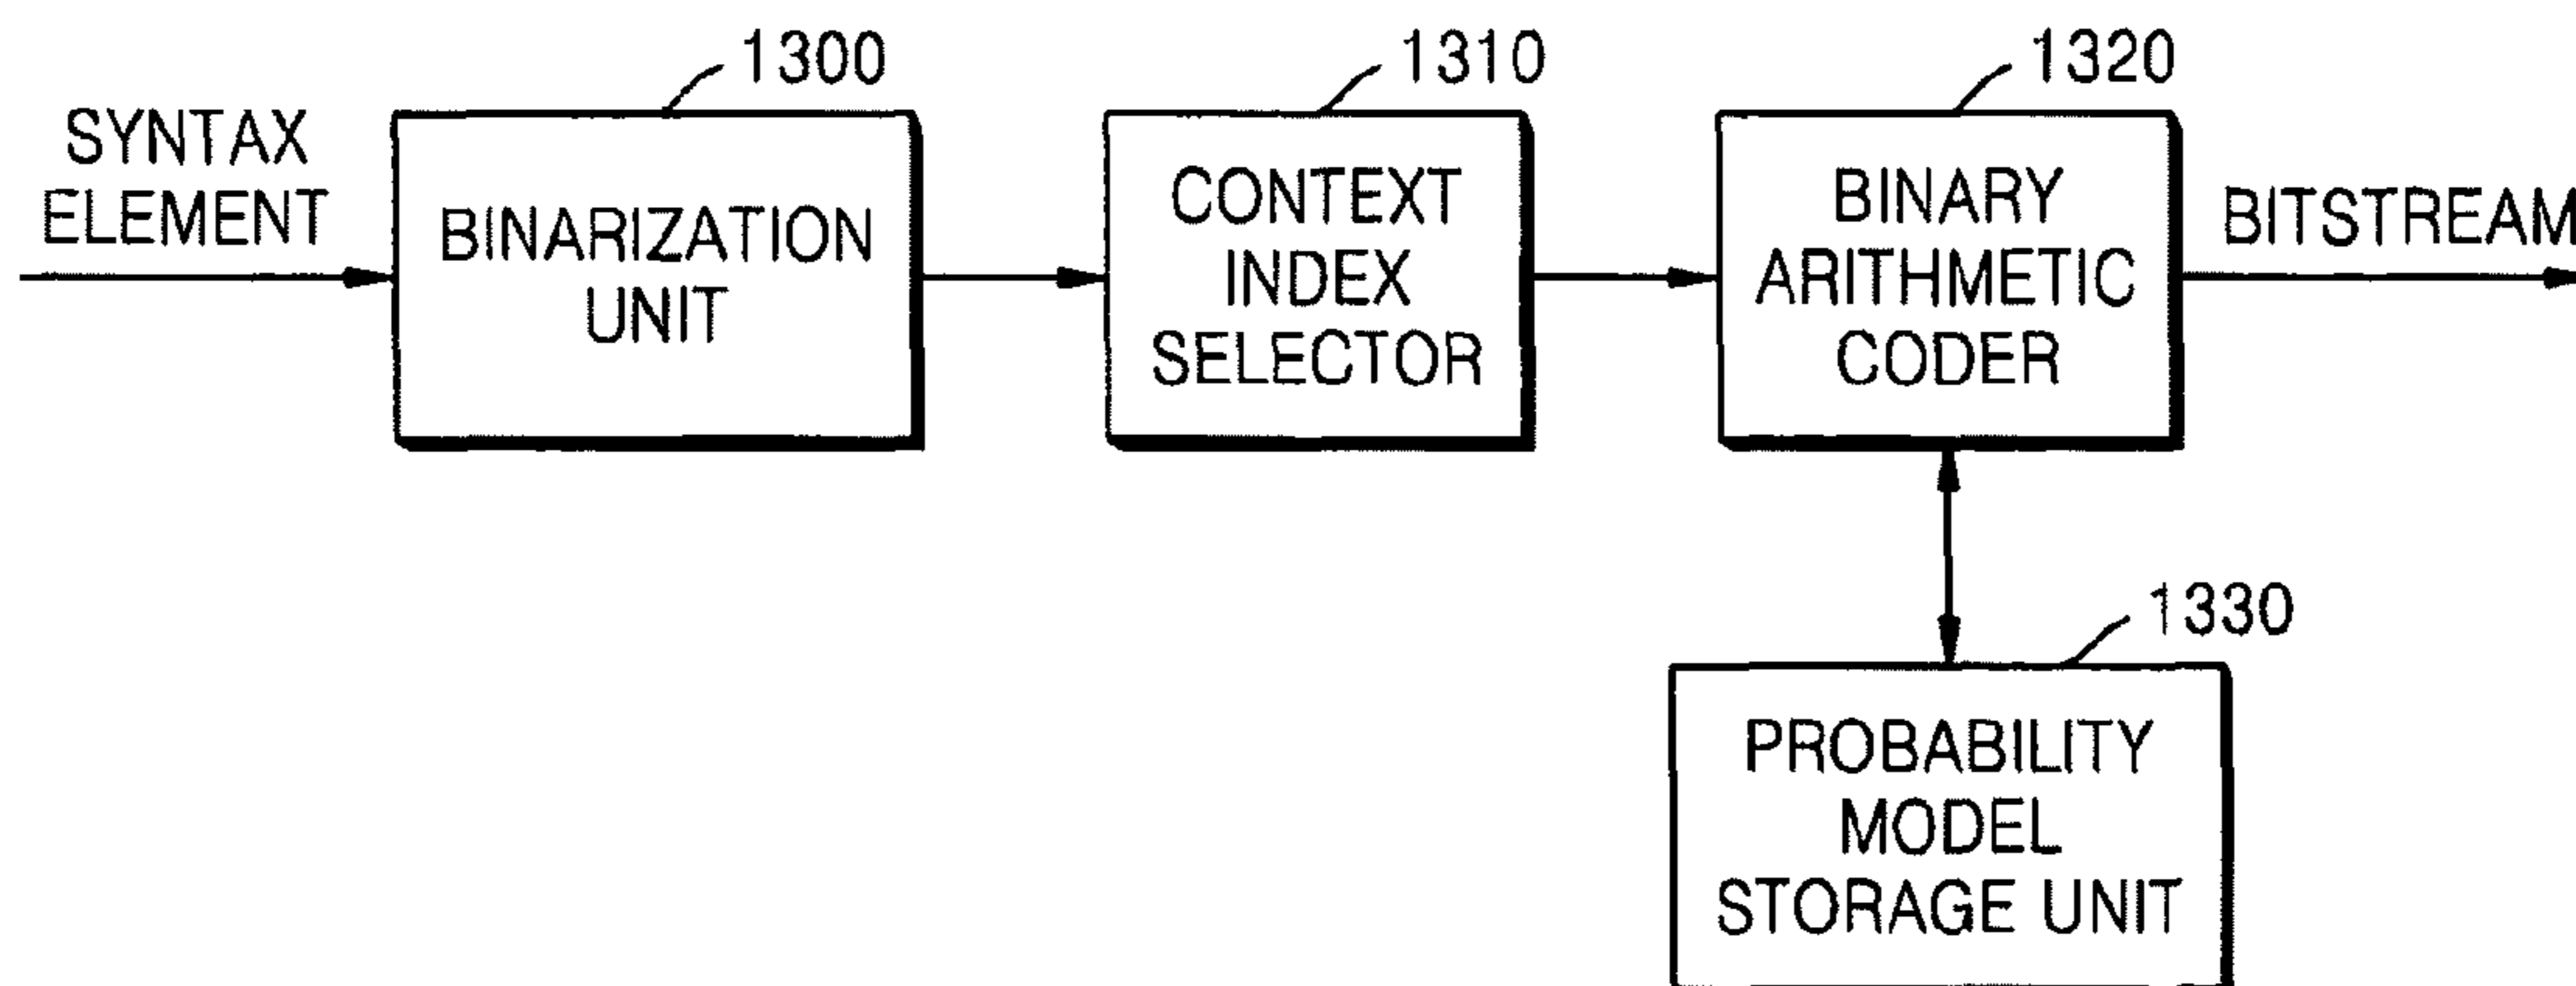 1300
1310
1320
SYNTAX
ELEMENT
BINARIZATION
UNIT
CONTEXT
INDEX
SELECTOR
BINARY
ARITHMETIC
CODER
BITSTREAM
1330
PROBABILITY
MODEL
STORAGE UNIT